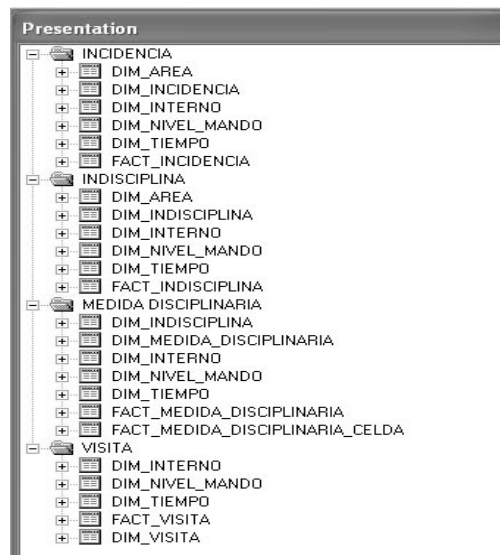 Presentation
INCIDENCIA
DIM_AREA
DIM_INCIDENCIA
DIM_INTERNO
DIM_NIVEL_MANDO
DIM_TIEMPO
FACT_INCIDENCIA
INDISCIPLINA
DIM_AREA
DIM_INDISCIPLINA
DIM_INTERNO
DIM_NIVEL_MANDO
DIM_TIEMPO
FACT_INDISCIPLINA
MEDIDA DISCIPLINARIA
DIM_INDISCIPLINA
DIM_MEDIDA_DISCIPLINARIA
DIM_INTERNO
DIM_NIVEL_MANDO
DIM_TIEMPO
FACT_MEDIDA_DISCIPLINARIA
FACT_MEDIDA_DISCIPLINARIA_CELDA
VISITA
DIM_INTERNO
DIM_NIVEL_MANDO
DIM_TIEMPO
FACT_VISITA
DIM_VISITA